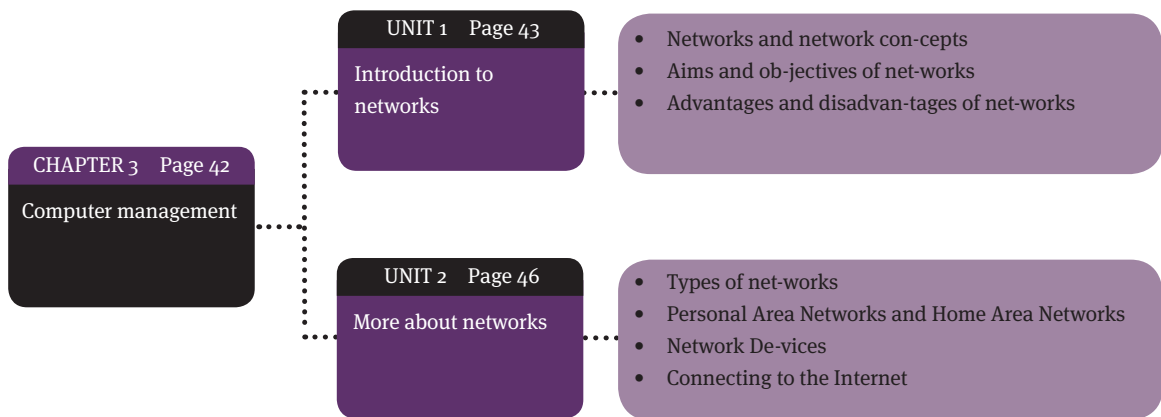 CHAPTER 3 Page 42
Computer management
UNIT 1 Page 43
Introduction to
networks
• Networks and network con-cepts
• Aims and ob-jectives of net-works
• Advantages and disadvan-tages of net-works
UNIT 2 Page 46
More about networks
• Types of net-works
• Personal Area Networks and Home Area Networks
• Network De-vices
• Connecting to the Internet